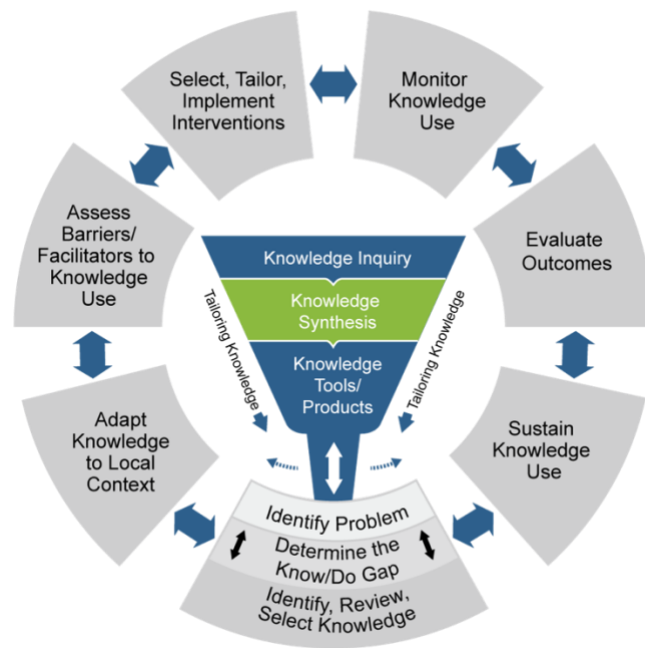 Select, Tailor,
Implement
Interventions
Monitor
Knowledge
Use
Assess
Barriers/
Facilitators to
Knowledge
Use
Evaluate
Outcomes
Knowledge Inquiry
Knowledge
Synthesis
Knowledge
Tools/
Products
Tailoring Knowledge
Tailoring Knowledge
Adapt
Knowledge
to Local
Context
Sustain
Knowledge
Use
Identify Problem
Determine the
Know/Do Gap
Identify, Review,
Select Knowledge